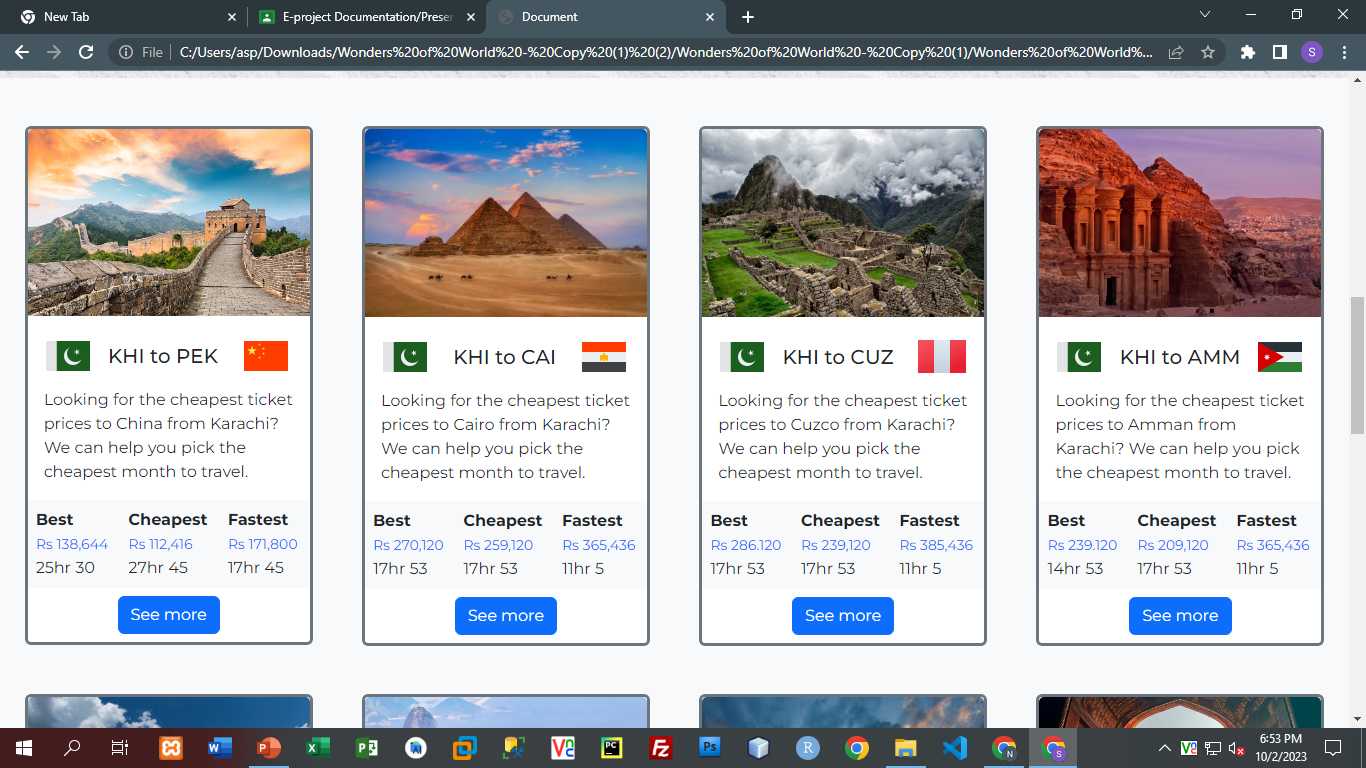 New Tab
E-project Documentation/Presen
Document
File
C:/Users/asp/Downloads/Wonders%20of%20World%20-%20Copy%20(1)%20(2)/Wonders%20of%20World%20-%20Copy%20(1)/Wonders%20of%20World%...
S
KHI to PEK
Looking for the cheapest ticket
prices to China from Karachi?
We can help you pick the
cheapest month to travel.
Best Cheapest Fastest
Rs 138,644 Rs 112,416 Rs 171,800
25hr 30 27hr 45 17hr 45
See more
KHI to CAI
Looking for the cheapest ticket
prices to Cairo from Karachi?
We can help you pick the
cheapest month to travel.
Best Cheapest Fastest
Rs 270,120 Rs 259,120 Rs 365,436
17hr 53 17hr 53 11hr 5
See more
KHI to CUZ
Looking for the cheapest ticket
prices to Cuzco from Karachi?
We can help you pick the
cheapest month to travel.
Best Cheapest Fastest
Rs 286.120 Rs 239,120 Rs 385,436
17hr 53 17hr 53 11hr 5
See more
KHI to AMM
Looking for the cheapest ticket
prices to Amman from
Karachi? We can help you pick
the cheapest month to travel.
Best Cheapest Fastest
Rs 239.120 Rs 209,120 Rs 365,436
14hr 53 17hr 53 11hr 5
See more
6:53 PM
10/2/2023